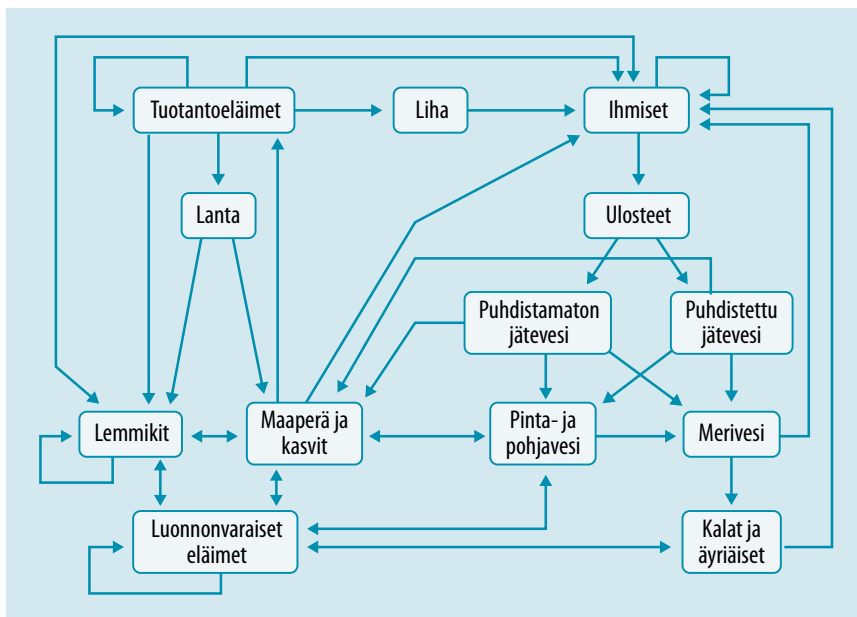 Tuotantoeläimet
Liha
Ihmiset
Lanta
Ulosteet
Puhdistamaton
jätevesi
Puhdistettu
jätevesi
Lemmikit
Maaperä ja
kasvit
Pinta- ja
pohjavesi
Merivesi
Luonnonvaraiset
eläimet
Kalat ja
äyriäiset